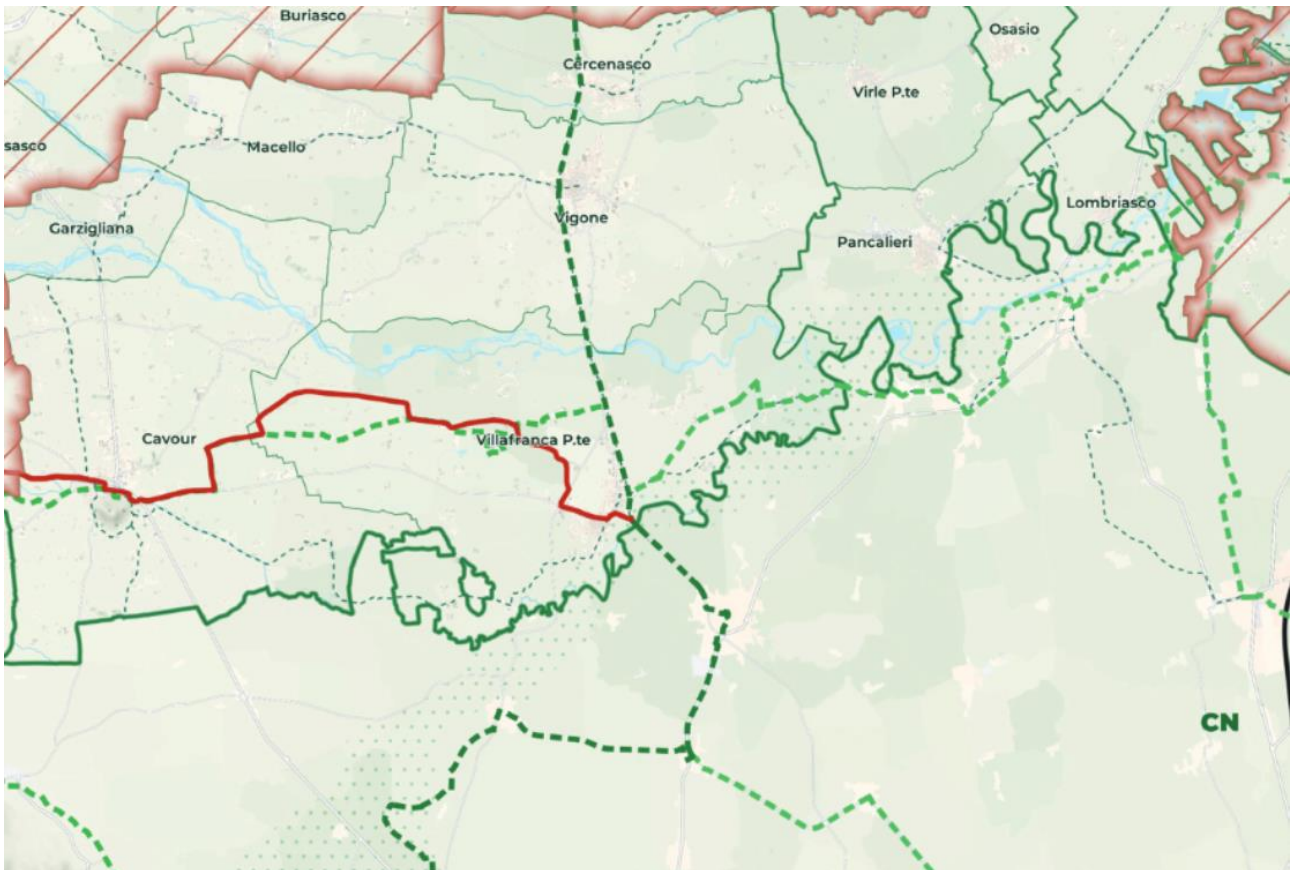 Buriasco
Osasio
Cercenasco
Virle P.te
sasco
Macello
Lombriasco
Vigone
Garzigliana
Pancalieri
Cavour
Villafranca P.te
CN